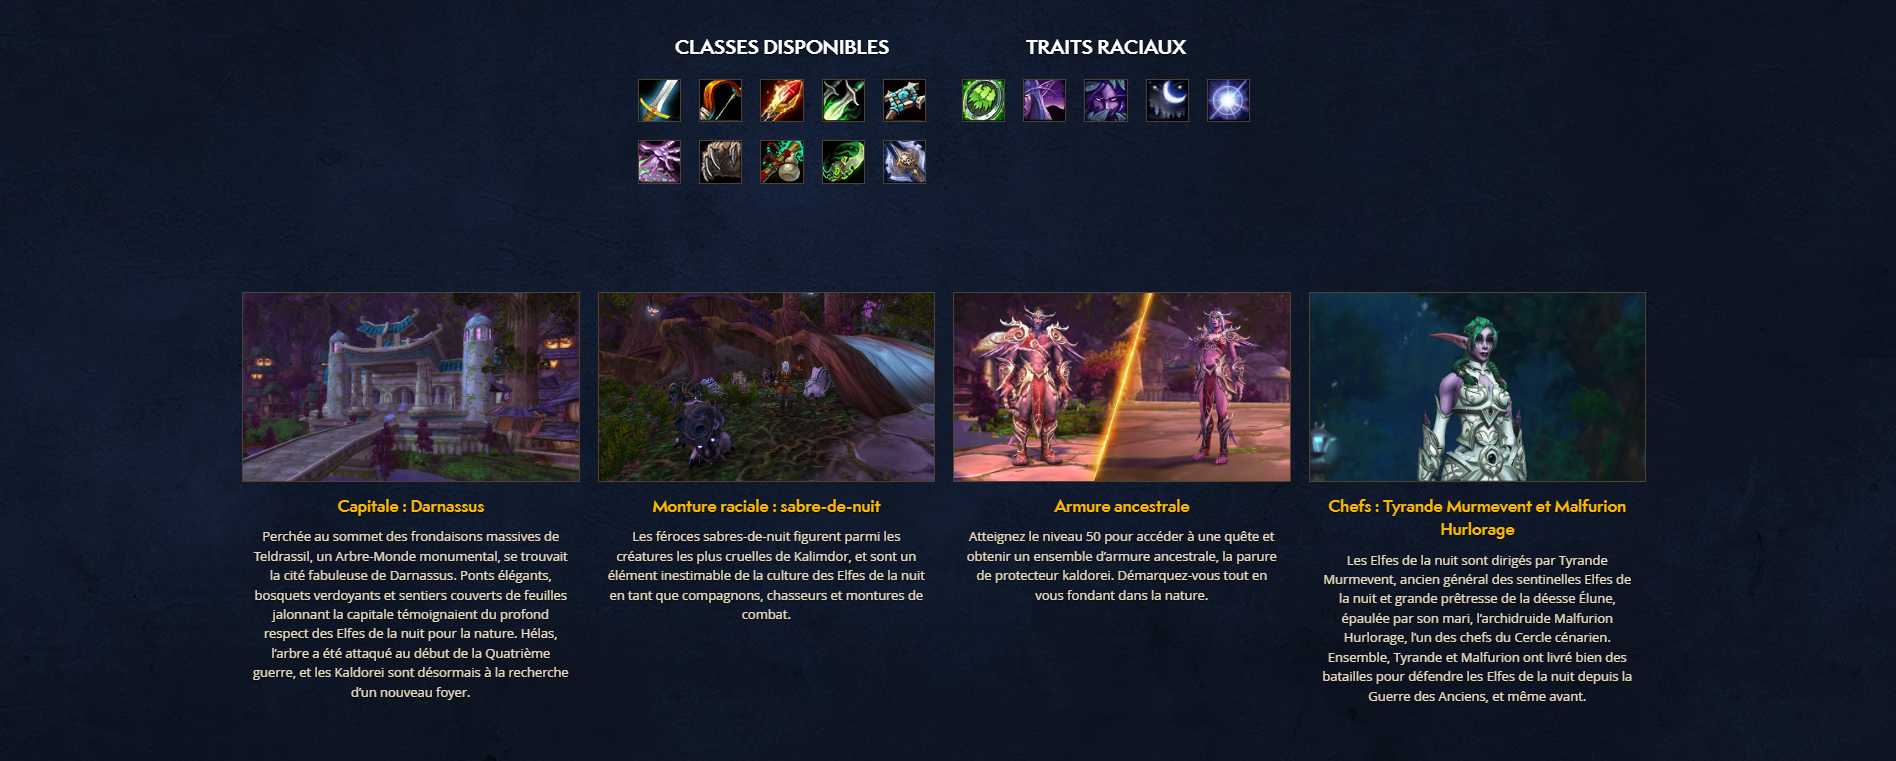 CLASSES DISPONIBLES
TRAITS RACIAUX
Capitale : Darnassus
Perchée au sommet des frondaisons massives de
Teldrassil, un Arbre-Monde monumental, se trouvait
la cité fabuleuse de Darnassus. Ponts élégants,
bosquets verdoyants et sentiers couverts de feuilles
jalonnant la capitale témoignaient du profond
respect des Elfes de la nuit pour la nature. Hélas,
l’arbre a été attaqué au début de la Quatrième
guerre, et les Kaldorei sont désormais à la recherche
d’un nouveau foyer.
Monture raciale : sabre-de-nuit
Les féroces sabres-de-nuit figurent parmi les
créatures les plus cruelles de Kalimdor, et sont un
élément inestimable de la culture des Elfes de la nuit
en tant que compagnons, chasseurs et montures de
combat.
Armure ancestrale
Atteignez le niveau 50 pour accéder à une quête et
obtenir un ensemble d’armure ancestrale, la parure
de protecteur kaldorei. Démarquez-vous tout en
vous fondant dans la nature.
Chefs : Tyrande Murmevent et Malfurion
Hurlorage
Les Elfes de la nuit sont dirigés par Tyrande
Murmevent, ancien général des sentinelles Elfes de
la nuit et grande prêtresse de la déesse Élune,
épaulée par son mari, l’archidruide Malfurion
Hurlorage, l’un des chefs du Cercle cénarien.
Ensemble, Tyrande et Malfurion ont livré bien des
batailles pour défendre les Elfes de la nuit depuis la
Guerre des Anciens, et même avant.